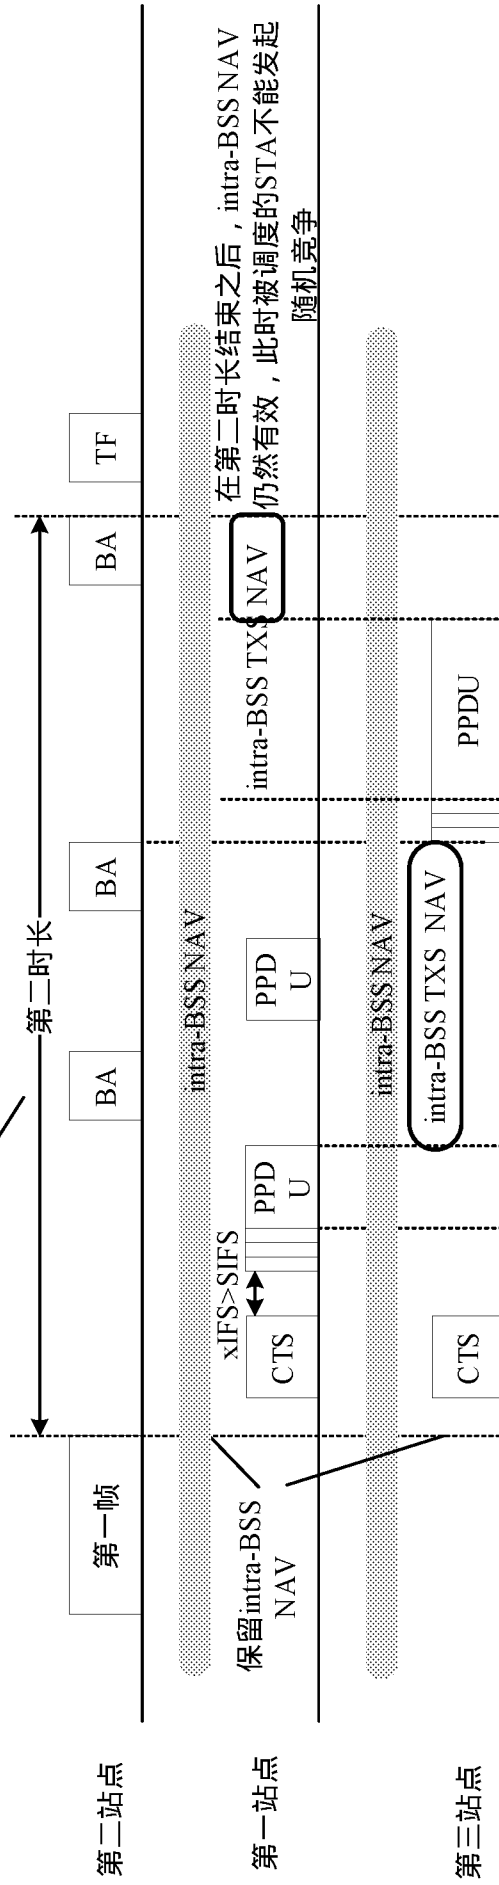 第二时长
第二站点
第一帧
BA
BA
BA
TF
intra-BSS NAV
第一站点
保留intra-BSS
NAV
CTS
xIFS>SIFS
PPD
U
PPD
U
intra-BSS TXS NAV
在第二时长结束之后，intra-BSS NAV
仍然有效，此时被调度的STA不能发起
随机竞争
intra-BSS NAV
第三站点
CTS
intra-BSS TXS NAV
PPDU